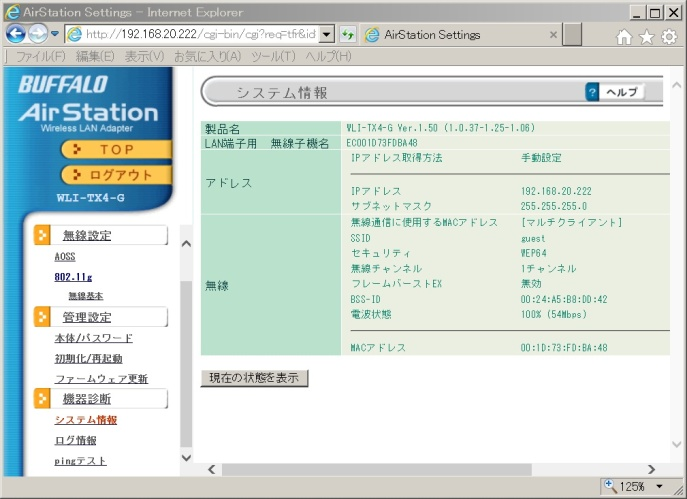 AirStation Settings - Internet Explorer
http://192.168.20.222/cgi-bin/cgi?req=tfr&id
AirStation Settings
ファイル(F) 編集(E) 表示(V) お気に入り(A) ツール(T) ヘルプ(H)
BUFFALO
AirStation
Wireless LAN Adapter
TOP
ログアウト
WLI-TX4-G
無線設定
AOSS
802.11g
無線基本
管理設定
本体/パスワード
初期化/再起動
ファームウェア更新
機器診断
システム情報
ログ情報
pingテスト
システム情報
? ヘルプ
製品名 WLI-TX4-G Ver.1.50 (1.0.37-1.25-1.06)
LAN端子用 無線子機名 EC001D73FDBA48
アドレス
IPアドレス取得方法 手動設定
IPアドレス 192.168.20.222
サブネットマスク 255.255.255.0
無線
無線通信に使用するMACアドレス [マルチクライアント]
SSID guest
セキュリティ WEP64
無線チャンネル 1チャンネル
フレームバーストEX 無効
BSS-ID 00:24:A5:B8:DD:42
電波状態 100% (54Mbps)
MACアドレス 00:1D:73:FD:BA:48
現在の状態を表示
125%